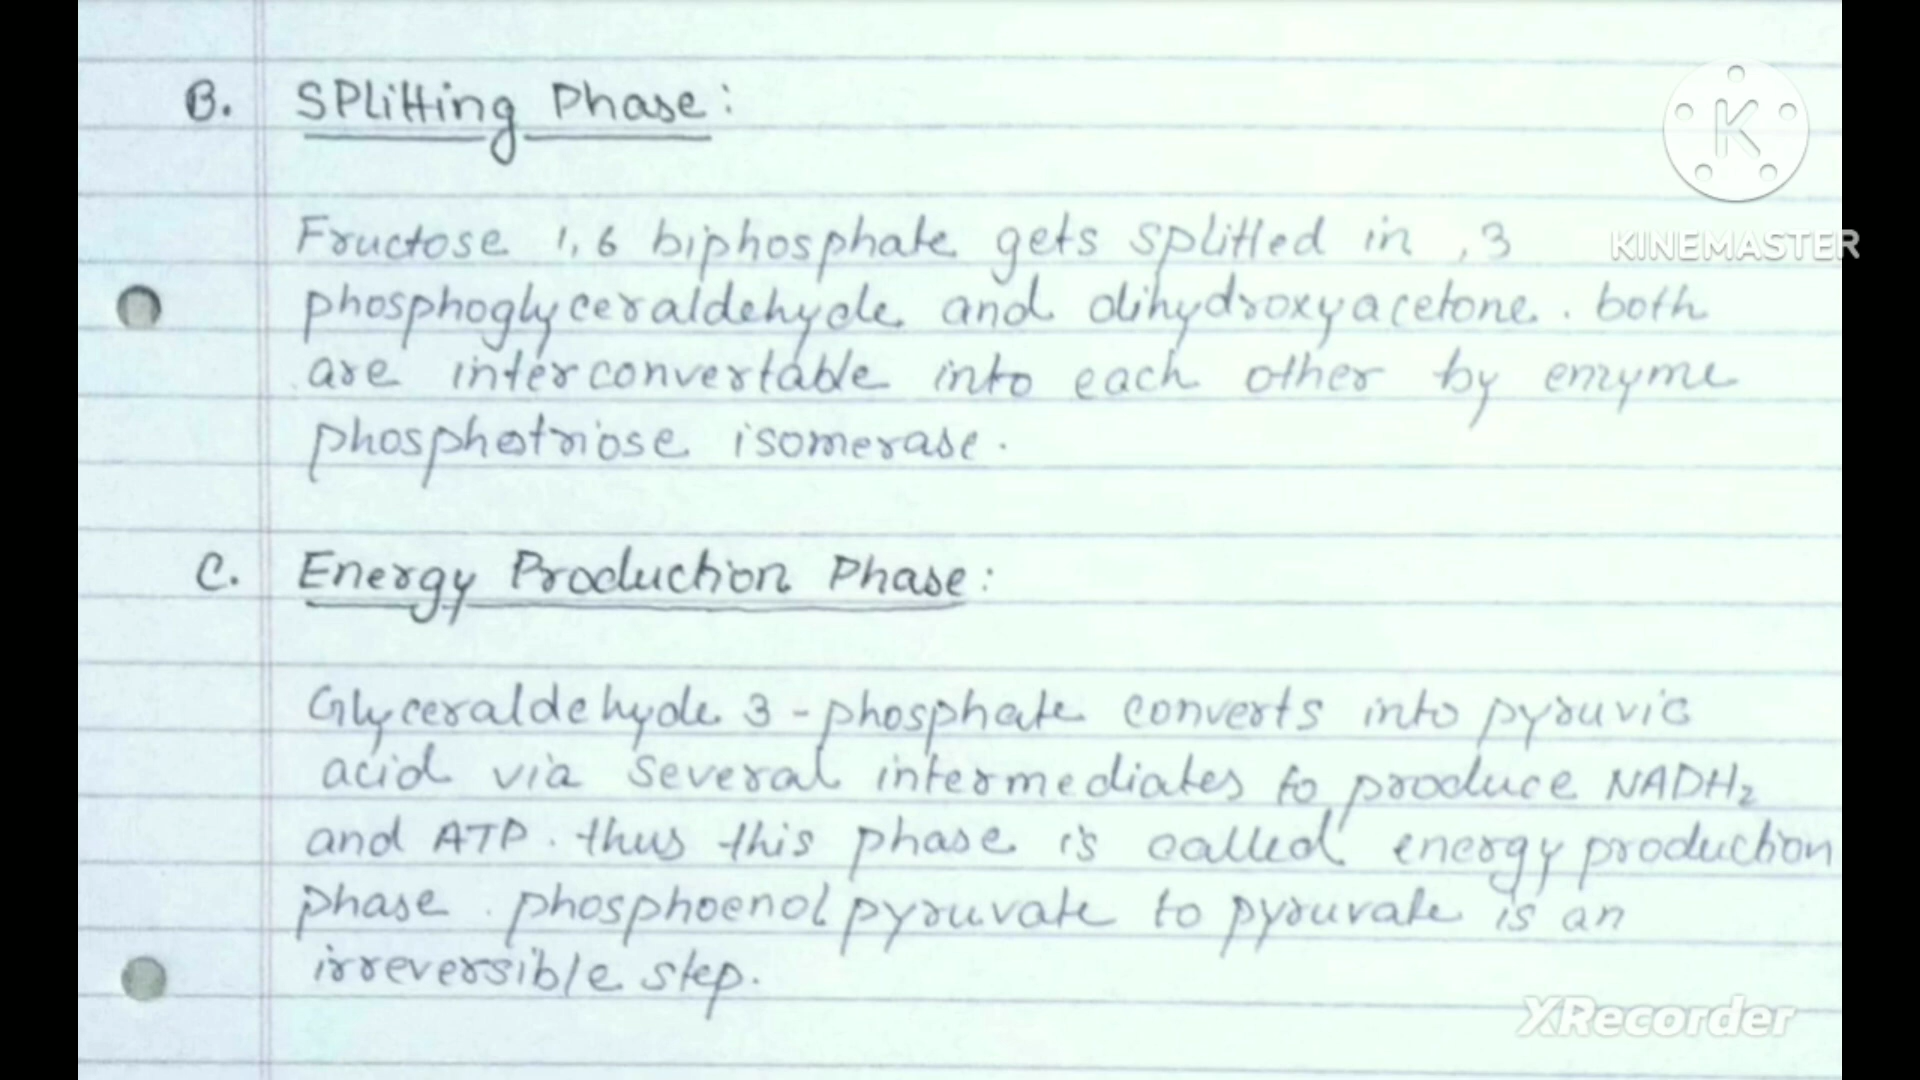 B. Splitting Phase:
Fructose 1,6 biphosphate gets splitted in , 3
phosphoglyceraldehyde and dihydroxyacetone. both
are interconvertable into each other by enzyme
phosphotriose isomerase.
C. Energy Production Phase:
Glyceraldehyde 3-phosphate converts into pyruvic
acid via several intermediates to produce NADH₂
and ATP. thus this phase is called energy production
phase. phosphoenol pyruvate to pyruvate is an
irreversible step.
K
KINEMASTER
XRecorder